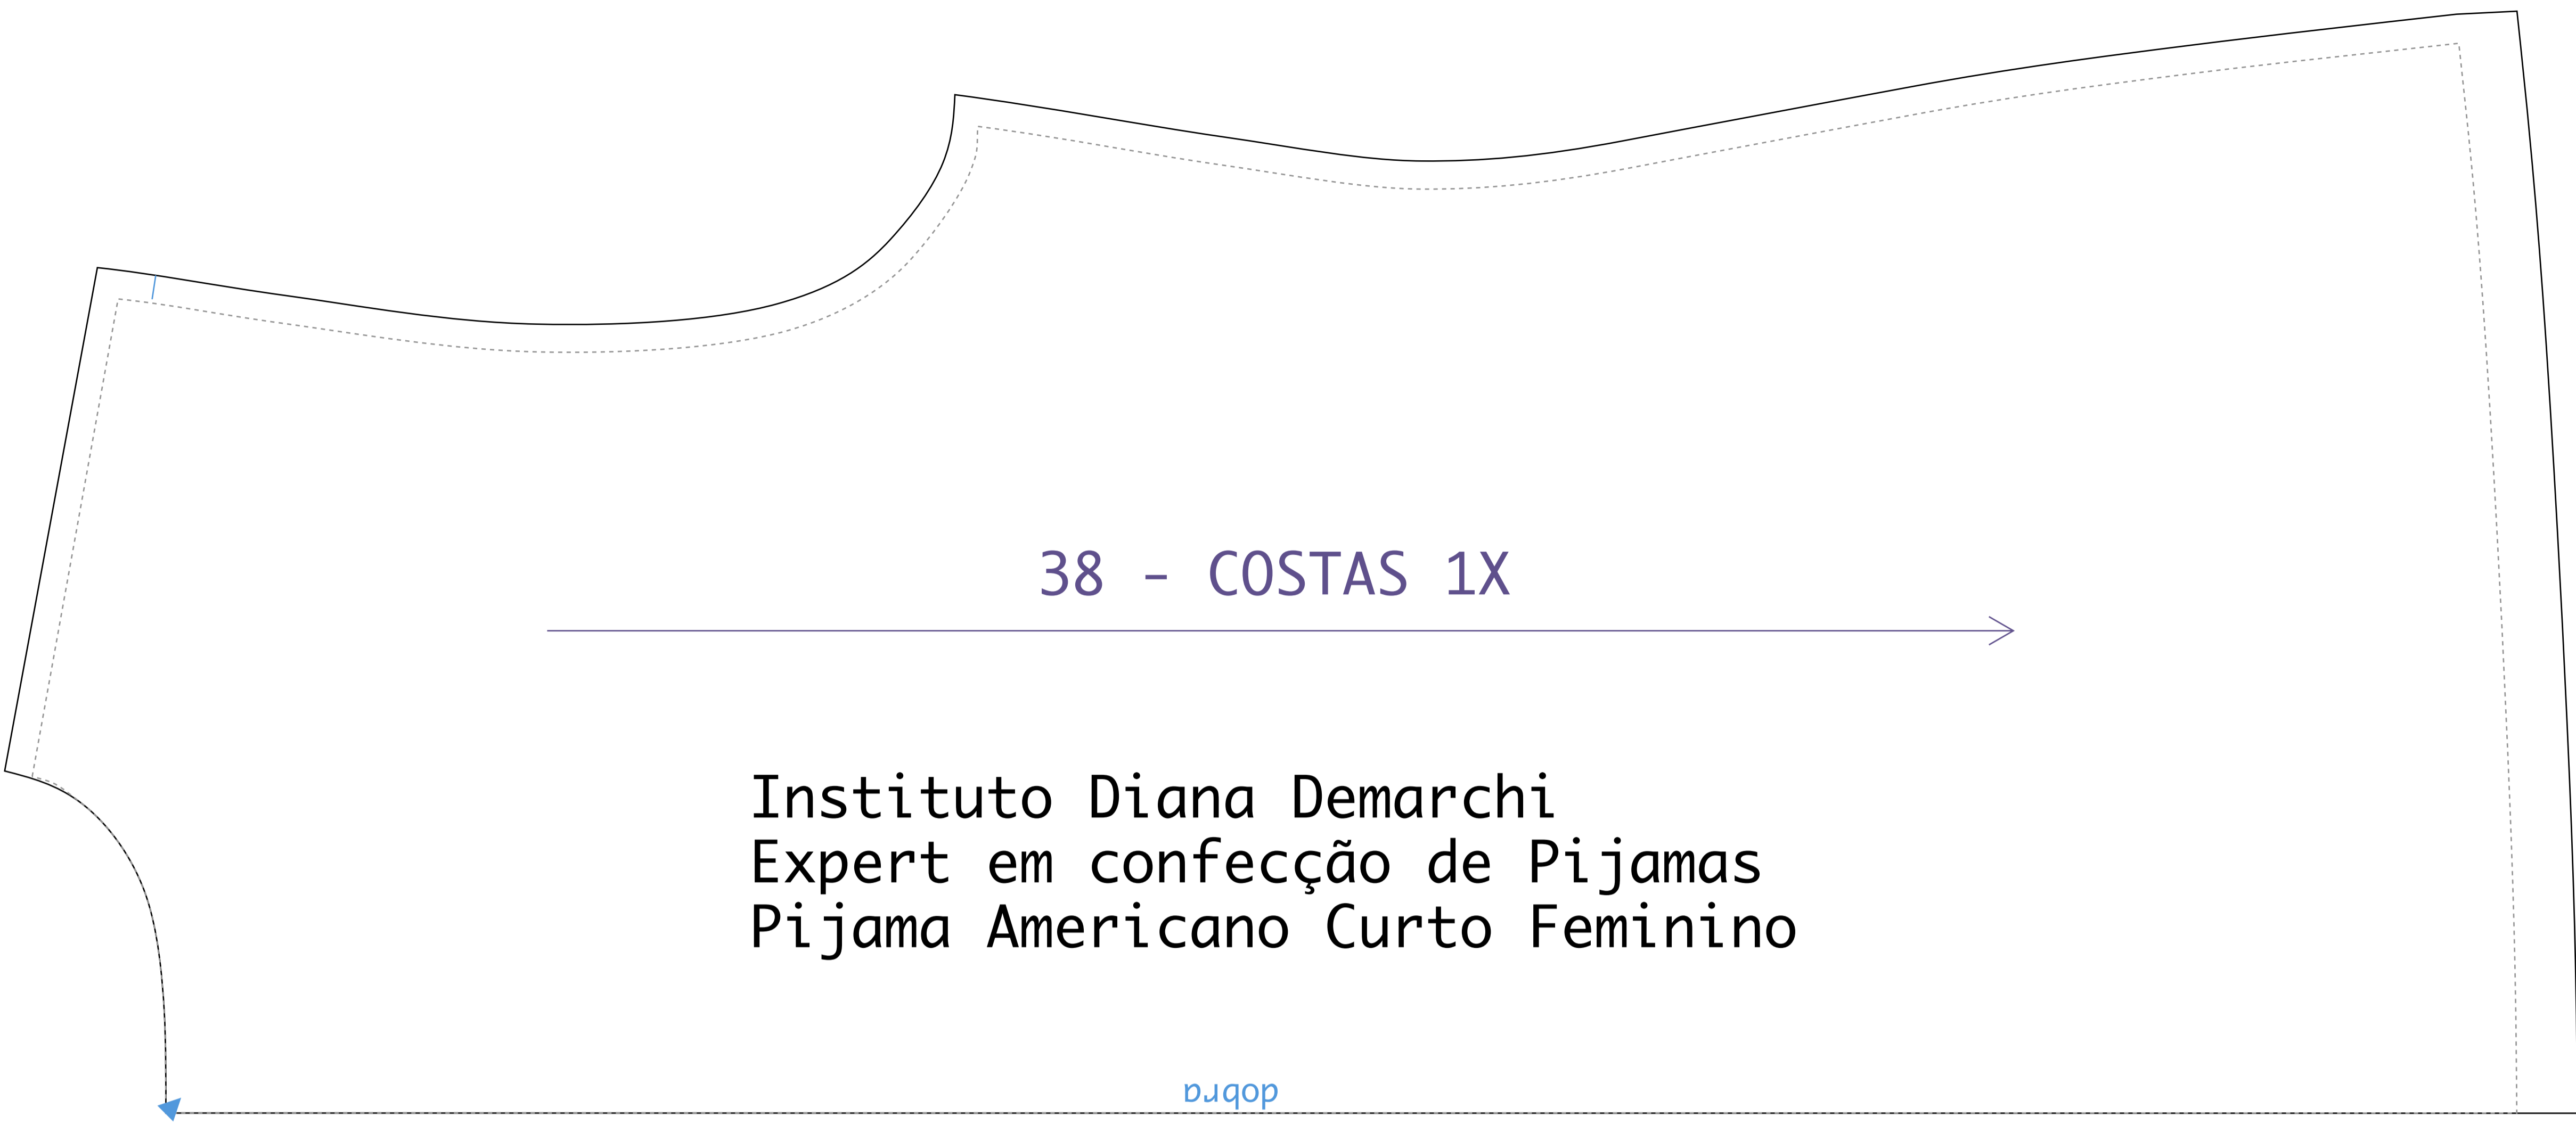 38 - COSTAS 1X
Instituto Diana Demarchi
Expert em confecção de Pijamas
Pijama Americano Curto Feminino
dobra